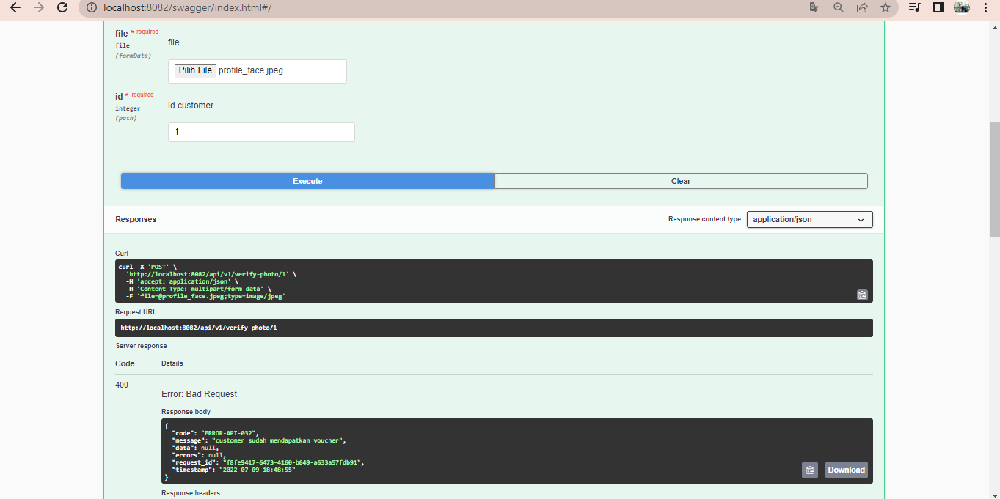 localhost:8082/swagger/index.html#/
file * required
file
file
(formData)
Pilih File profile_face.jpeg
id * required
id customer
integer
(path)
1
Execute
Clear
Responses
Response content type
application/json
Curl
curl -X 'POST' \
  'http://localhost:8082/api/v1/verify-photo/1' \
  -H 'accept: application/json' \
  -H 'Content-Type: multipart/form-data' \
  -F 'file=@profile_face.jpeg;type=image/jpeg'
Request URL
http://localhost:8082/api/v1/verify-photo/1
Server response
Code Details
400
Error: Bad Request
Response body
{
  "code": "ERROR-API-032",
  "message": "customer sudah mendapatkan voucher",
  "data": null,
  "errors": null,
  "request_id": "f8fe9417-6473-4160-b649-a633a57fdb91",
  "timestamp": "2022-07-09 18:48:55"
}
Download
Response headers